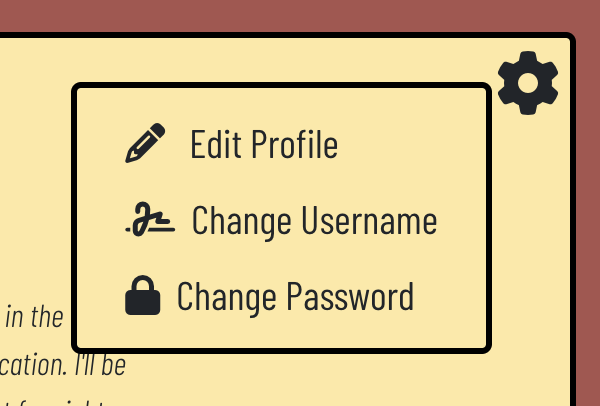 Edit Profile
Change Username
Change Password
in the
cation. I'll be